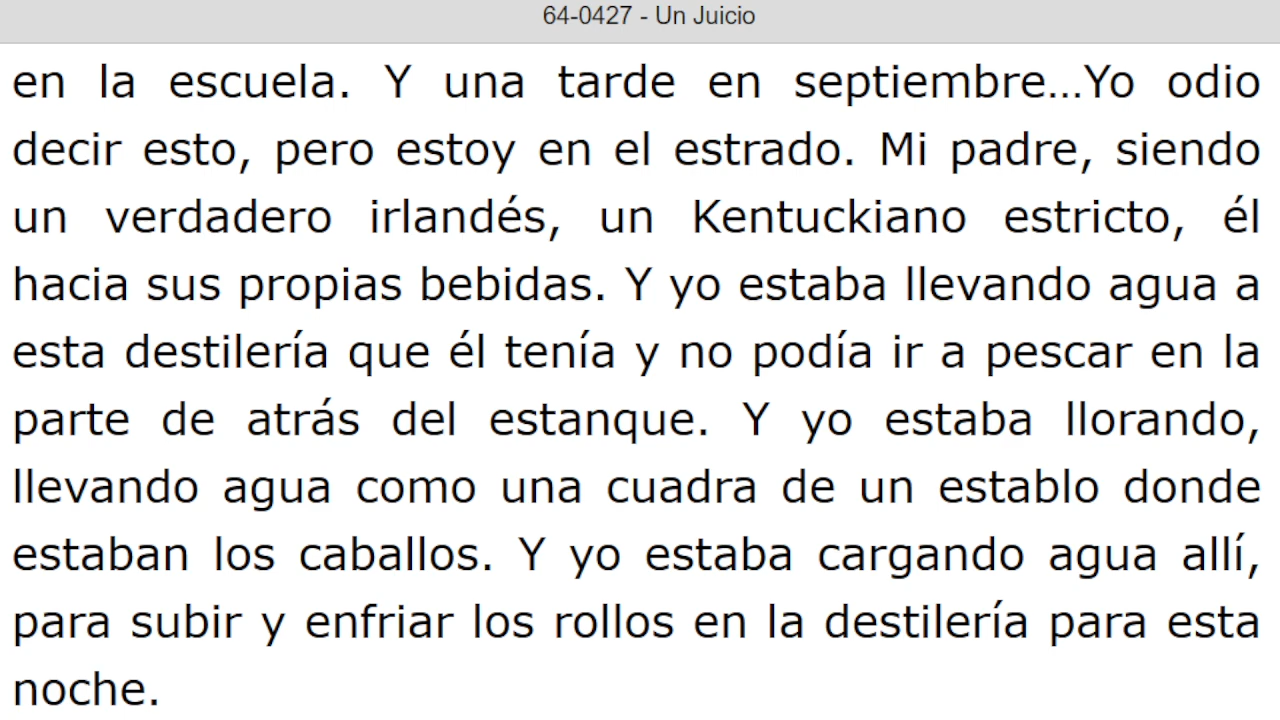 64-0427 - Un Juicio
en la escuela. Y una tarde en septiembre...Yo odio
decir esto, pero estoy en el estrado. Mi padre, siendo
un verdadero irlandés, un Kentuckiano estricto, él
hacia sus propias bebidas. Y yo estaba llevando agua a
esta destilería que él tenía y no podía ir a pescar en la
parte de atrás del estanque. Y yo estaba llorando,
llevando agua como una cuadra de un establo donde
estaban los caballos. Y yo estaba cargando agua allí,
para subir y enfriar los rollos en la destilería para esta
noche.